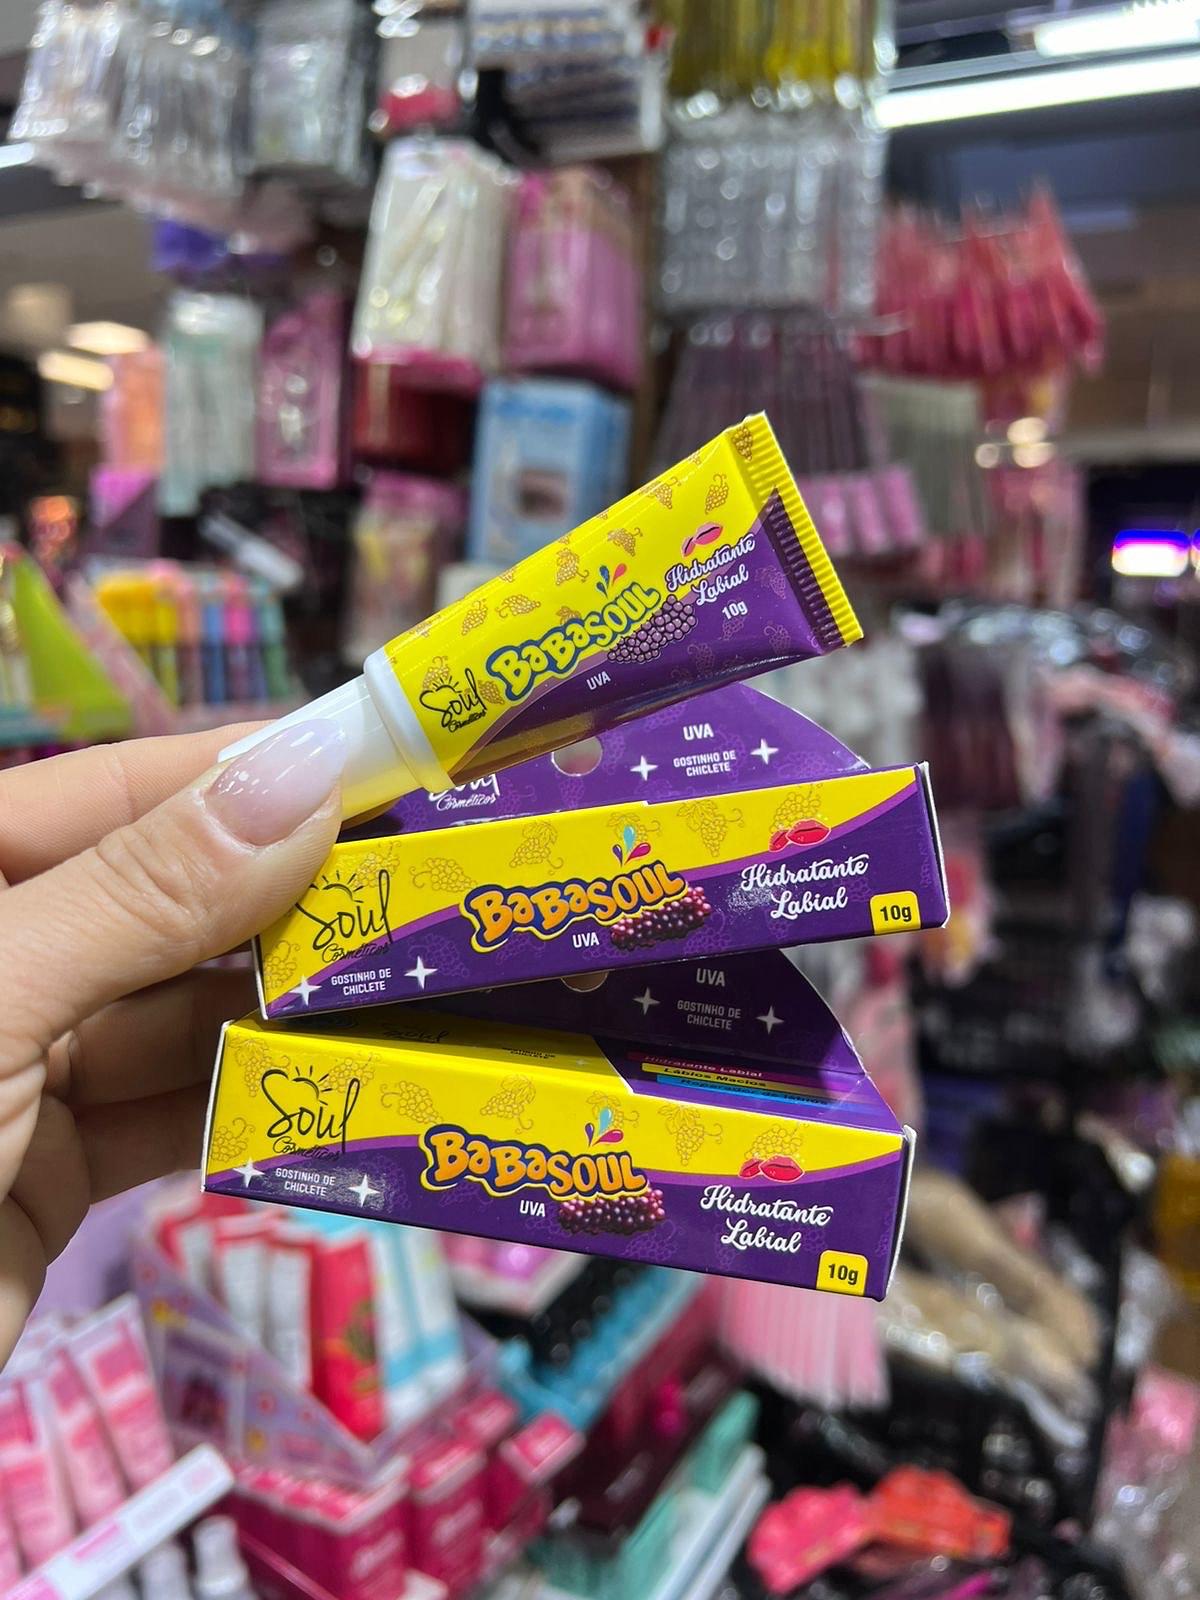 Soul
Cosméticos
BaBaSOUL
UVA
Hidratante
Labial
10g
UVA
GOSTINHO DE
CHICLETE
Cosméticos
Soul
Cosméticos
GOSTINHO DE
CHICLETE
BaBaSOUL
UVA
Hidratante
Labial
10g
UVA
GOSTINHO DE
CHICLETE
Hidratante Labial
Lábios Macios
Soul
Cosméticos
GOSTINHO DE
CHICLETE
BaBaSOUL
UVA
Hidratante
Labial
10g